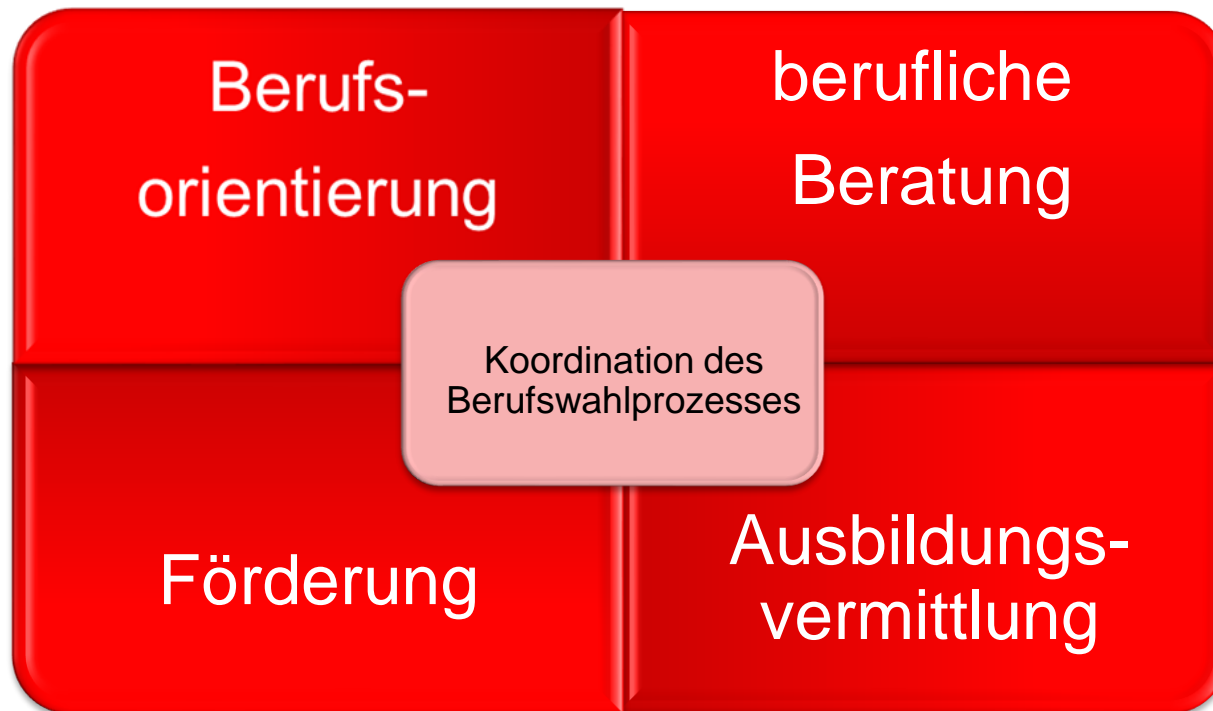 Berufs-
orientierung
berufliche
Beratung
Koordination des
Berufswahlprozesses
Förderung
Ausbildungs-
vermittlung